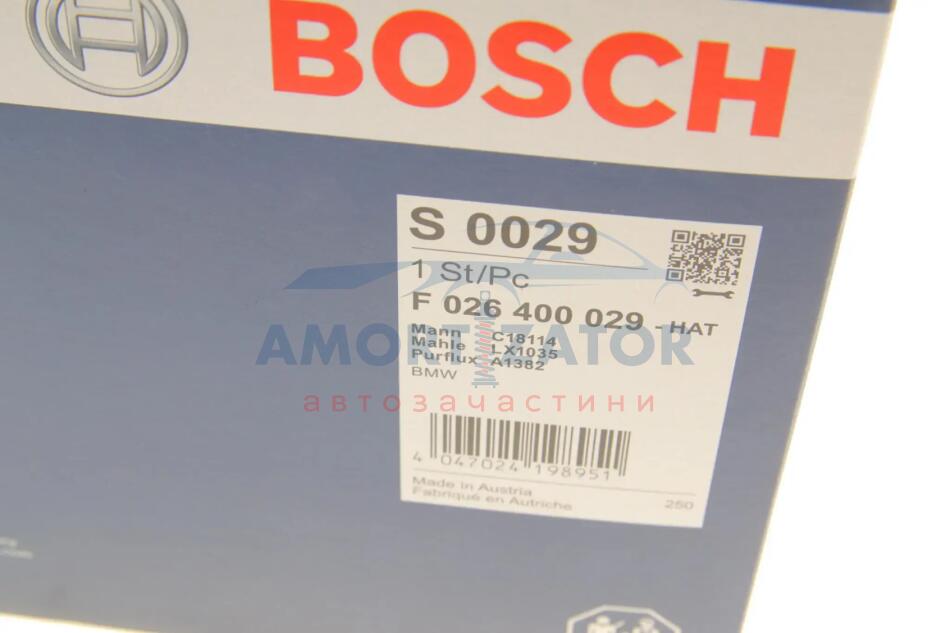 BOSCH
S 0029
1 St/Pc
F 026 400 029 -HAT
Mann C18114
Mahle LX1035
Purflux A1382
BMW
AMORTIZATOR
автозачастини
4 047024 198951
Made in Austria
Fabriqué en Autriche
250